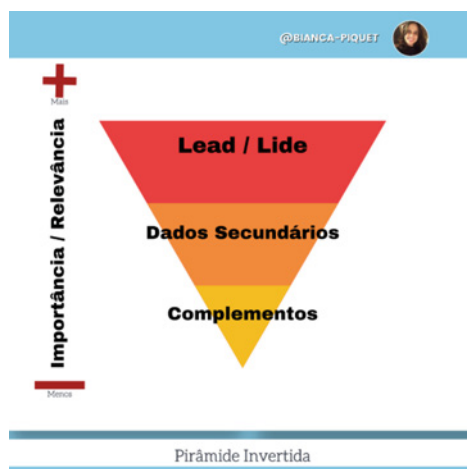 @BIANCA-PIQUET
Mais
Importância / Relevância
Lead / Lide
Dados Secundários
Complementos
Menos
Pirâmide Invertida